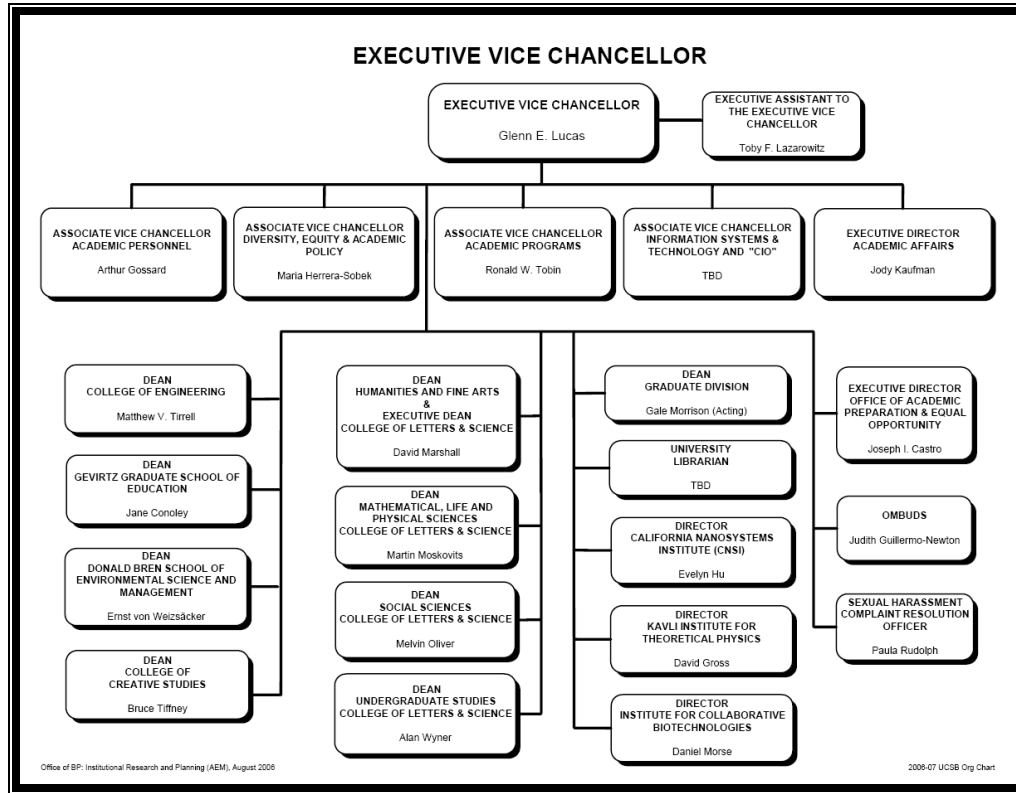 EXECUTIVE VICE CHANCELLOR
EXECUTIVE VICE CHANCELLOR
Glenn E. Lucas
EXECUTIVE ASSISTANT TO
THE EXECUTIVE VICE
CHANCELLOR
Toby F. Lazarowitz
ASSOCIATE VICE CHANCELLOR
ACADEMIC PERSONNEL
Arthur Gossard
ASSOCIATE VICE CHANCELLOR
DIVERSITY, EQUITY & ACADEMIC
POLICY
Maria Herrera-Sobek
ASSOCIATE VICE CHANCELLOR
ACADEMIC PROGRAMS
Ronald W. Tobin
ASSOCIATE VICE CHANCELLOR
INFORMATION SYSTEMS &
TECHNOLOGY AND "CIO"
TBD
EXECUTIVE DIRECTOR
ACADEMIC AFFAIRS
Jody Kaufman
DEAN
COLLEGE OF ENGINEERING
Matthew V. Tirrell
DEAN
GEVIRTZ GRADUATE SCHOOL OF
EDUCATION
Jane Conoley
DEAN
DONALD BREN SCHOOL OF
ENVIRONMENTAL SCIENCE AND
MANAGEMENT
Ernst von Weizsäcker
DEAN
COLLEGE OF
CREATIVE STUDIES
Bruce Tiffney
DEAN
HUMANITIES AND FINE ARTS
&
EXECUTIVE DEAN
COLLEGE OF LETTERS & SCIENCE
David Marshall
DEAN
MATHEMATICAL, LIFE AND
PHYSICAL SCIENCES
COLLEGE OF LETTERS & SCIENCE
Martin Moskovits
DEAN
SOCIAL SCIENCES
COLLEGE OF LETTERS & SCIENCE
Melvin Oliver
DEAN
UNDERGRADUATE STUDIES
COLLEGE OF LETTERS & SCIENCE
Alan Wyner
DEAN
GRADUATE DIVISION
Gale Morrison (Acting)
UNIVERSITY
LIBRARIAN
TBD
DIRECTOR
CALIFORNIA NANOSYSTEMS
INSTITUTE (CNSI)
Evelyn Hu
DIRECTOR
KAVLI INSTITUTE FOR
THEORETICAL PHYSICS
David Gross
DIRECTOR
INSTITUTE FOR COLLABORATIVE
BIOTECHNOLOGIES
Daniel Morse
EXECUTIVE DIRECTOR
OFFICE OF ACADEMIC
PREPARATION & EQUAL
OPPORTUNITY
Joseph I. Castro
OMBUDS
Judith Guillermo-Newton
SEXUAL HARASSMENT
COMPLAINT RESOLUTION
OFFICER
Paula Rudolph
Office of BP: Institutional Research and Planning (AEM), August 2006
2006-07 UCSB Org Chart